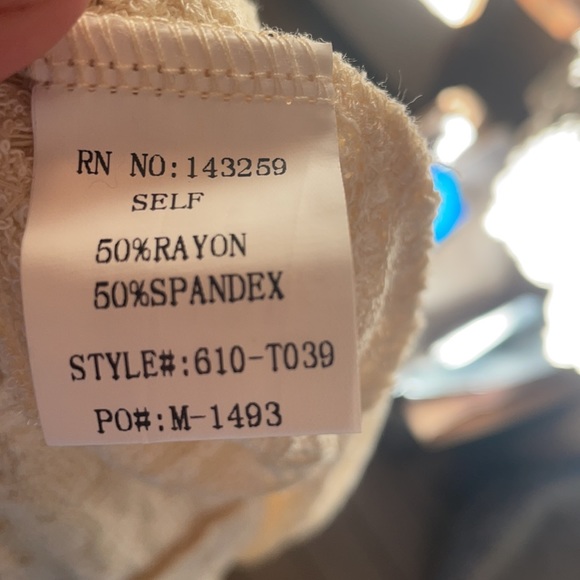 RN NO:143259
SELF
50%RAYON
50%SPANDEX
STYLE#:610-T039
PO#:M-1493